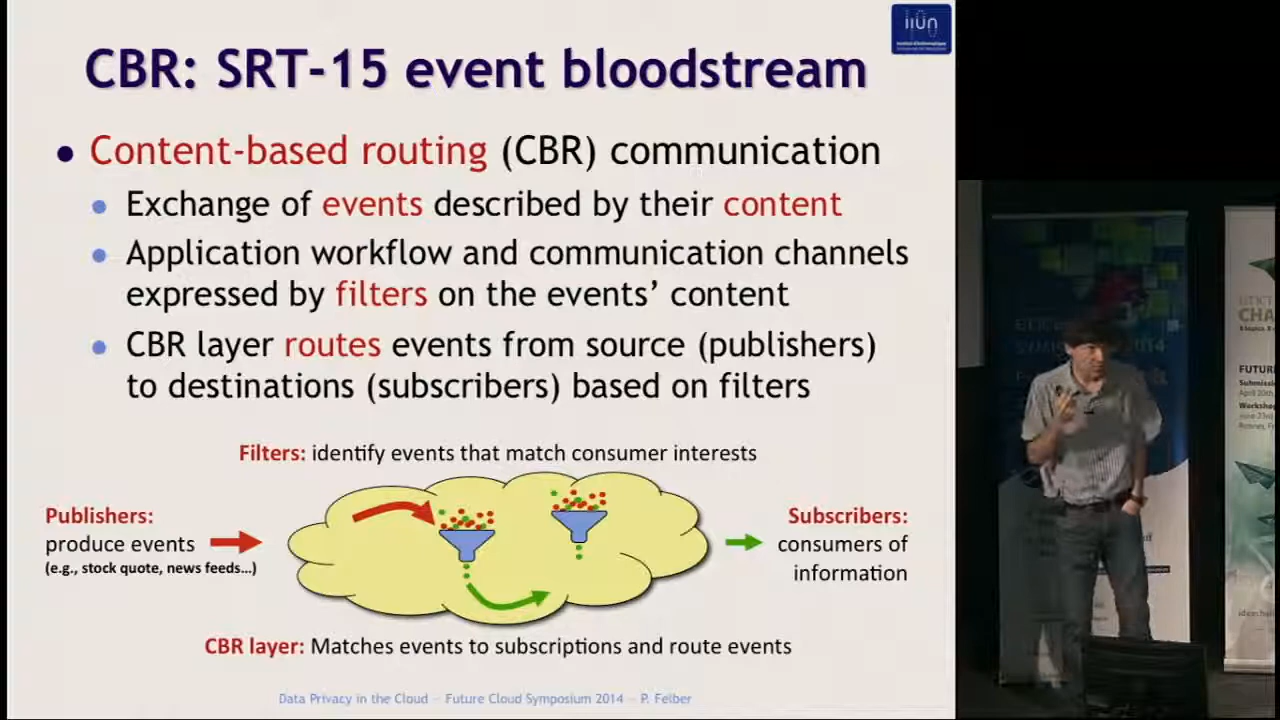 iiun
CBR: SRT-15 event bloodstream
● Content-based routing (CBR) communication
● Exchange of events described by their content
● Application workflow and communication channels
expressed by filters on the events’ content
● CBR layer routes events from source (publishers)
to destinations (subscribers) based on filters
Filters: identify events that match consumer interests
Publishers:
produce events
(e.g., stock quote, news feeds…)
Subscribers:
consumers of
information
CBR layer: Matches events to subscriptions and route events
Data Privacy in the Cloud — Future Cloud Symposium 2014 — P. Felber
CHA
FUTUR